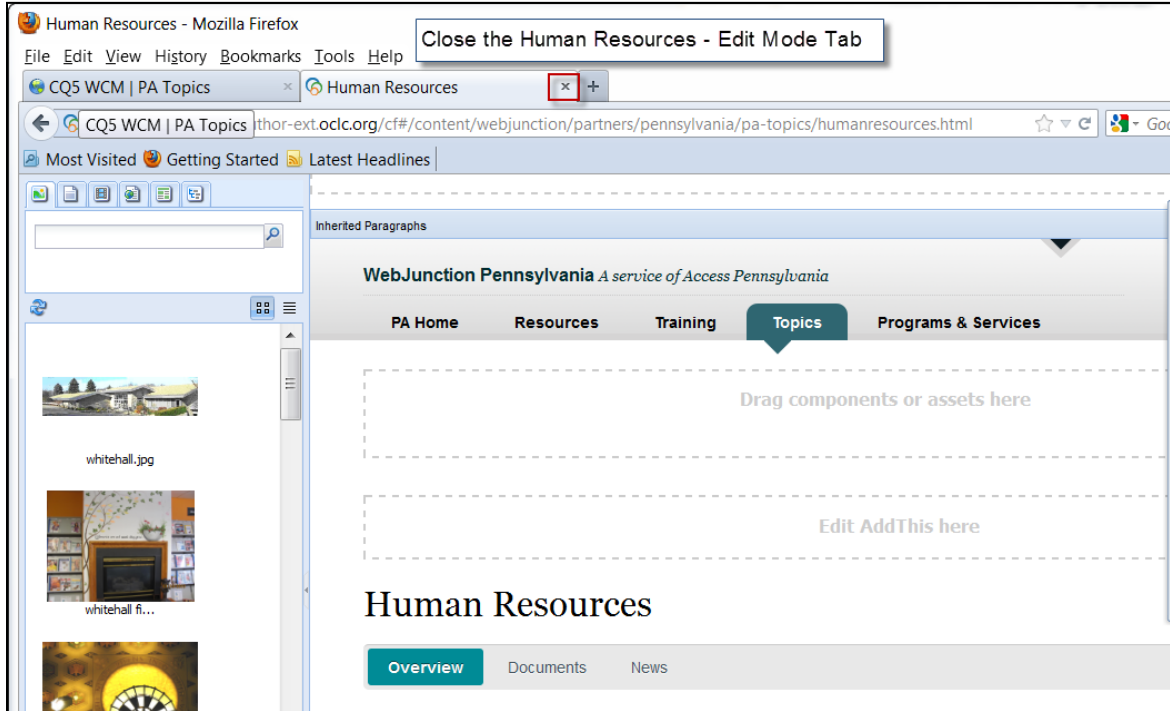 Human Resources - Mozilla Firefox
Close the Human Resources - Edit Mode Tab
File Edit View History Bookmarks Tools Help
CQ5 WCM | PA Topics × Human Resources × +
CQ5 WCM | PA Topics thor-ext.oclc.org/cf#/content/webjunction/partners/pennsylvania/pa-topics/humanresources.html Goo
Most Visited Getting Started Latest Headlines
Inherited Paragraphs
WebJunction Pennsylvania A service of Access Pennsylvania
PA Home Resources Training Topics Programs & Services
Drag components or assets here
whitehall.jpg
Edit AddThis here
whitehall fi...
Human Resources
Overview Documents News